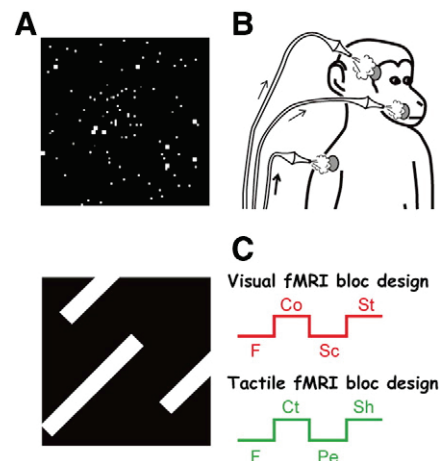 A
B
C
Visual fMRI bloc design
Co
St
F
Sc
Tactile fMRI bloc design
Ct
Sh
F
Pe